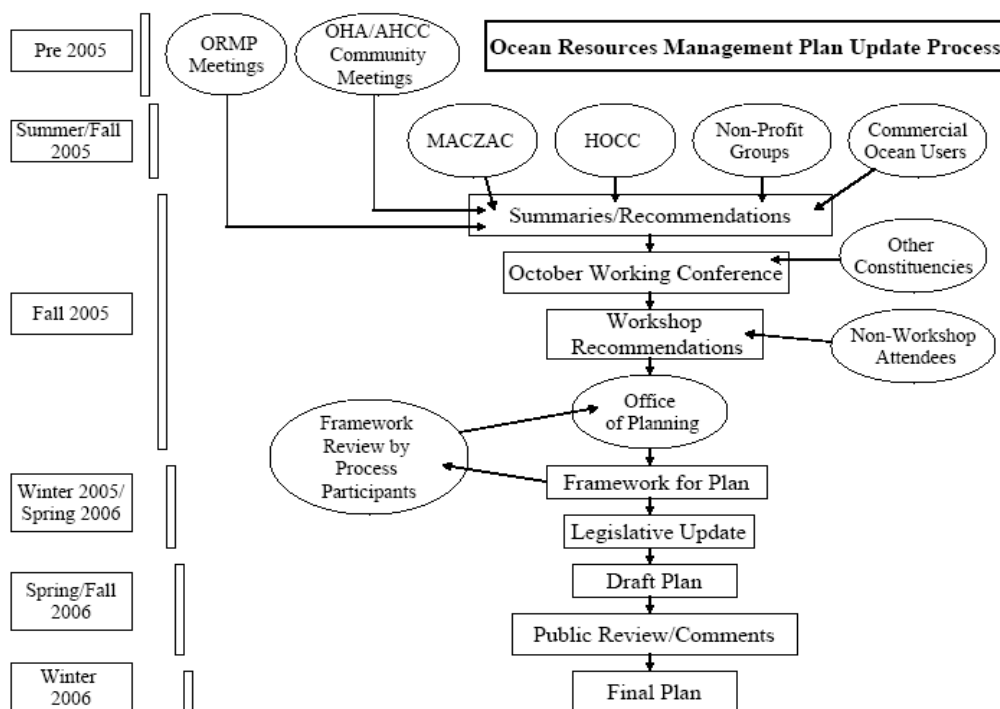 Pre 2005
ORMP
Meetings
OHA/AHCC
Community
Meetings
Ocean Resources Management Plan Update Process
Summer/Fall
2005
MACZAC
HOCC
Non-Profit
Groups
Commercial
Ocean Users
Summaries/Recommendations
Other
Constituencies
October Working Conference
Fall 2005
Workshop
Recommendations
Non-Workshop
Attendees
Office
of Planning
Framework
Review by
Process
Participants
Winter 2005/
Spring 2006
Framework for Plan
Legislative Update
Spring/Fall
2006
Draft Plan
Public Review/Comments
Winter
2006
Final Plan